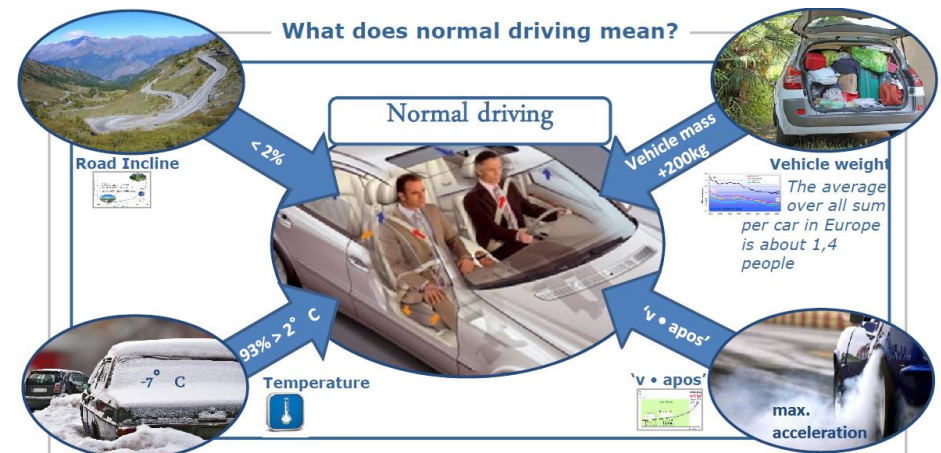 What does normal driving mean?
Normal driving
< 2%
Vehicle mass
+200kg
Road Incline
Vehicle weight
The average
over all sum
per car in Europe
is about 1,4
people
93% > 2° C
'v • apos'
-7° C
Temperature
'v • apos'
max.
acceleration